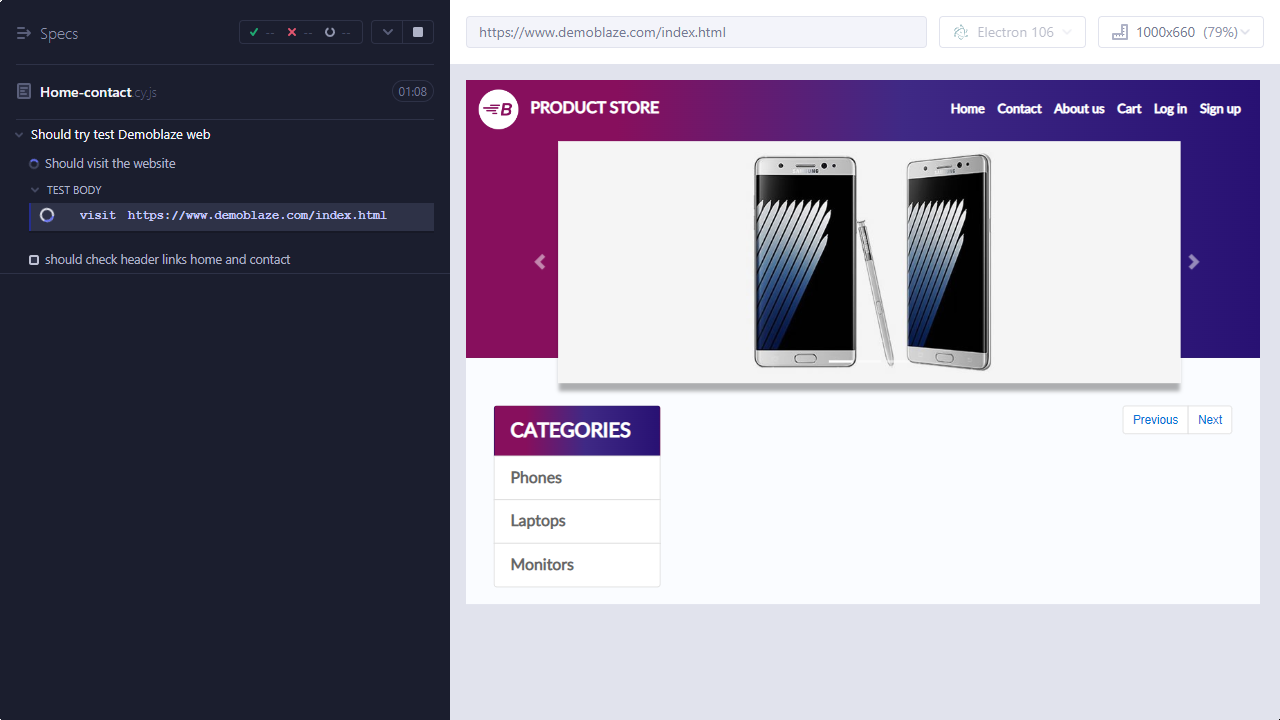 Specs
-- -- --
Home-contact.cy.js 01:08
Should try test Demoblaze web
Should visit the website
TEST BODY
visit https://www.demoblaze.com/index.html
should check header links home and contact
https://www.demoblaze.com/index.html
Electron 106
1000x660 (79%)
B PRODUCT STORE
Home Contact About us Cart Log in Sign up
SAMSUNG
CATEGORIES
Phones
Laptops
Monitors
Previous Next